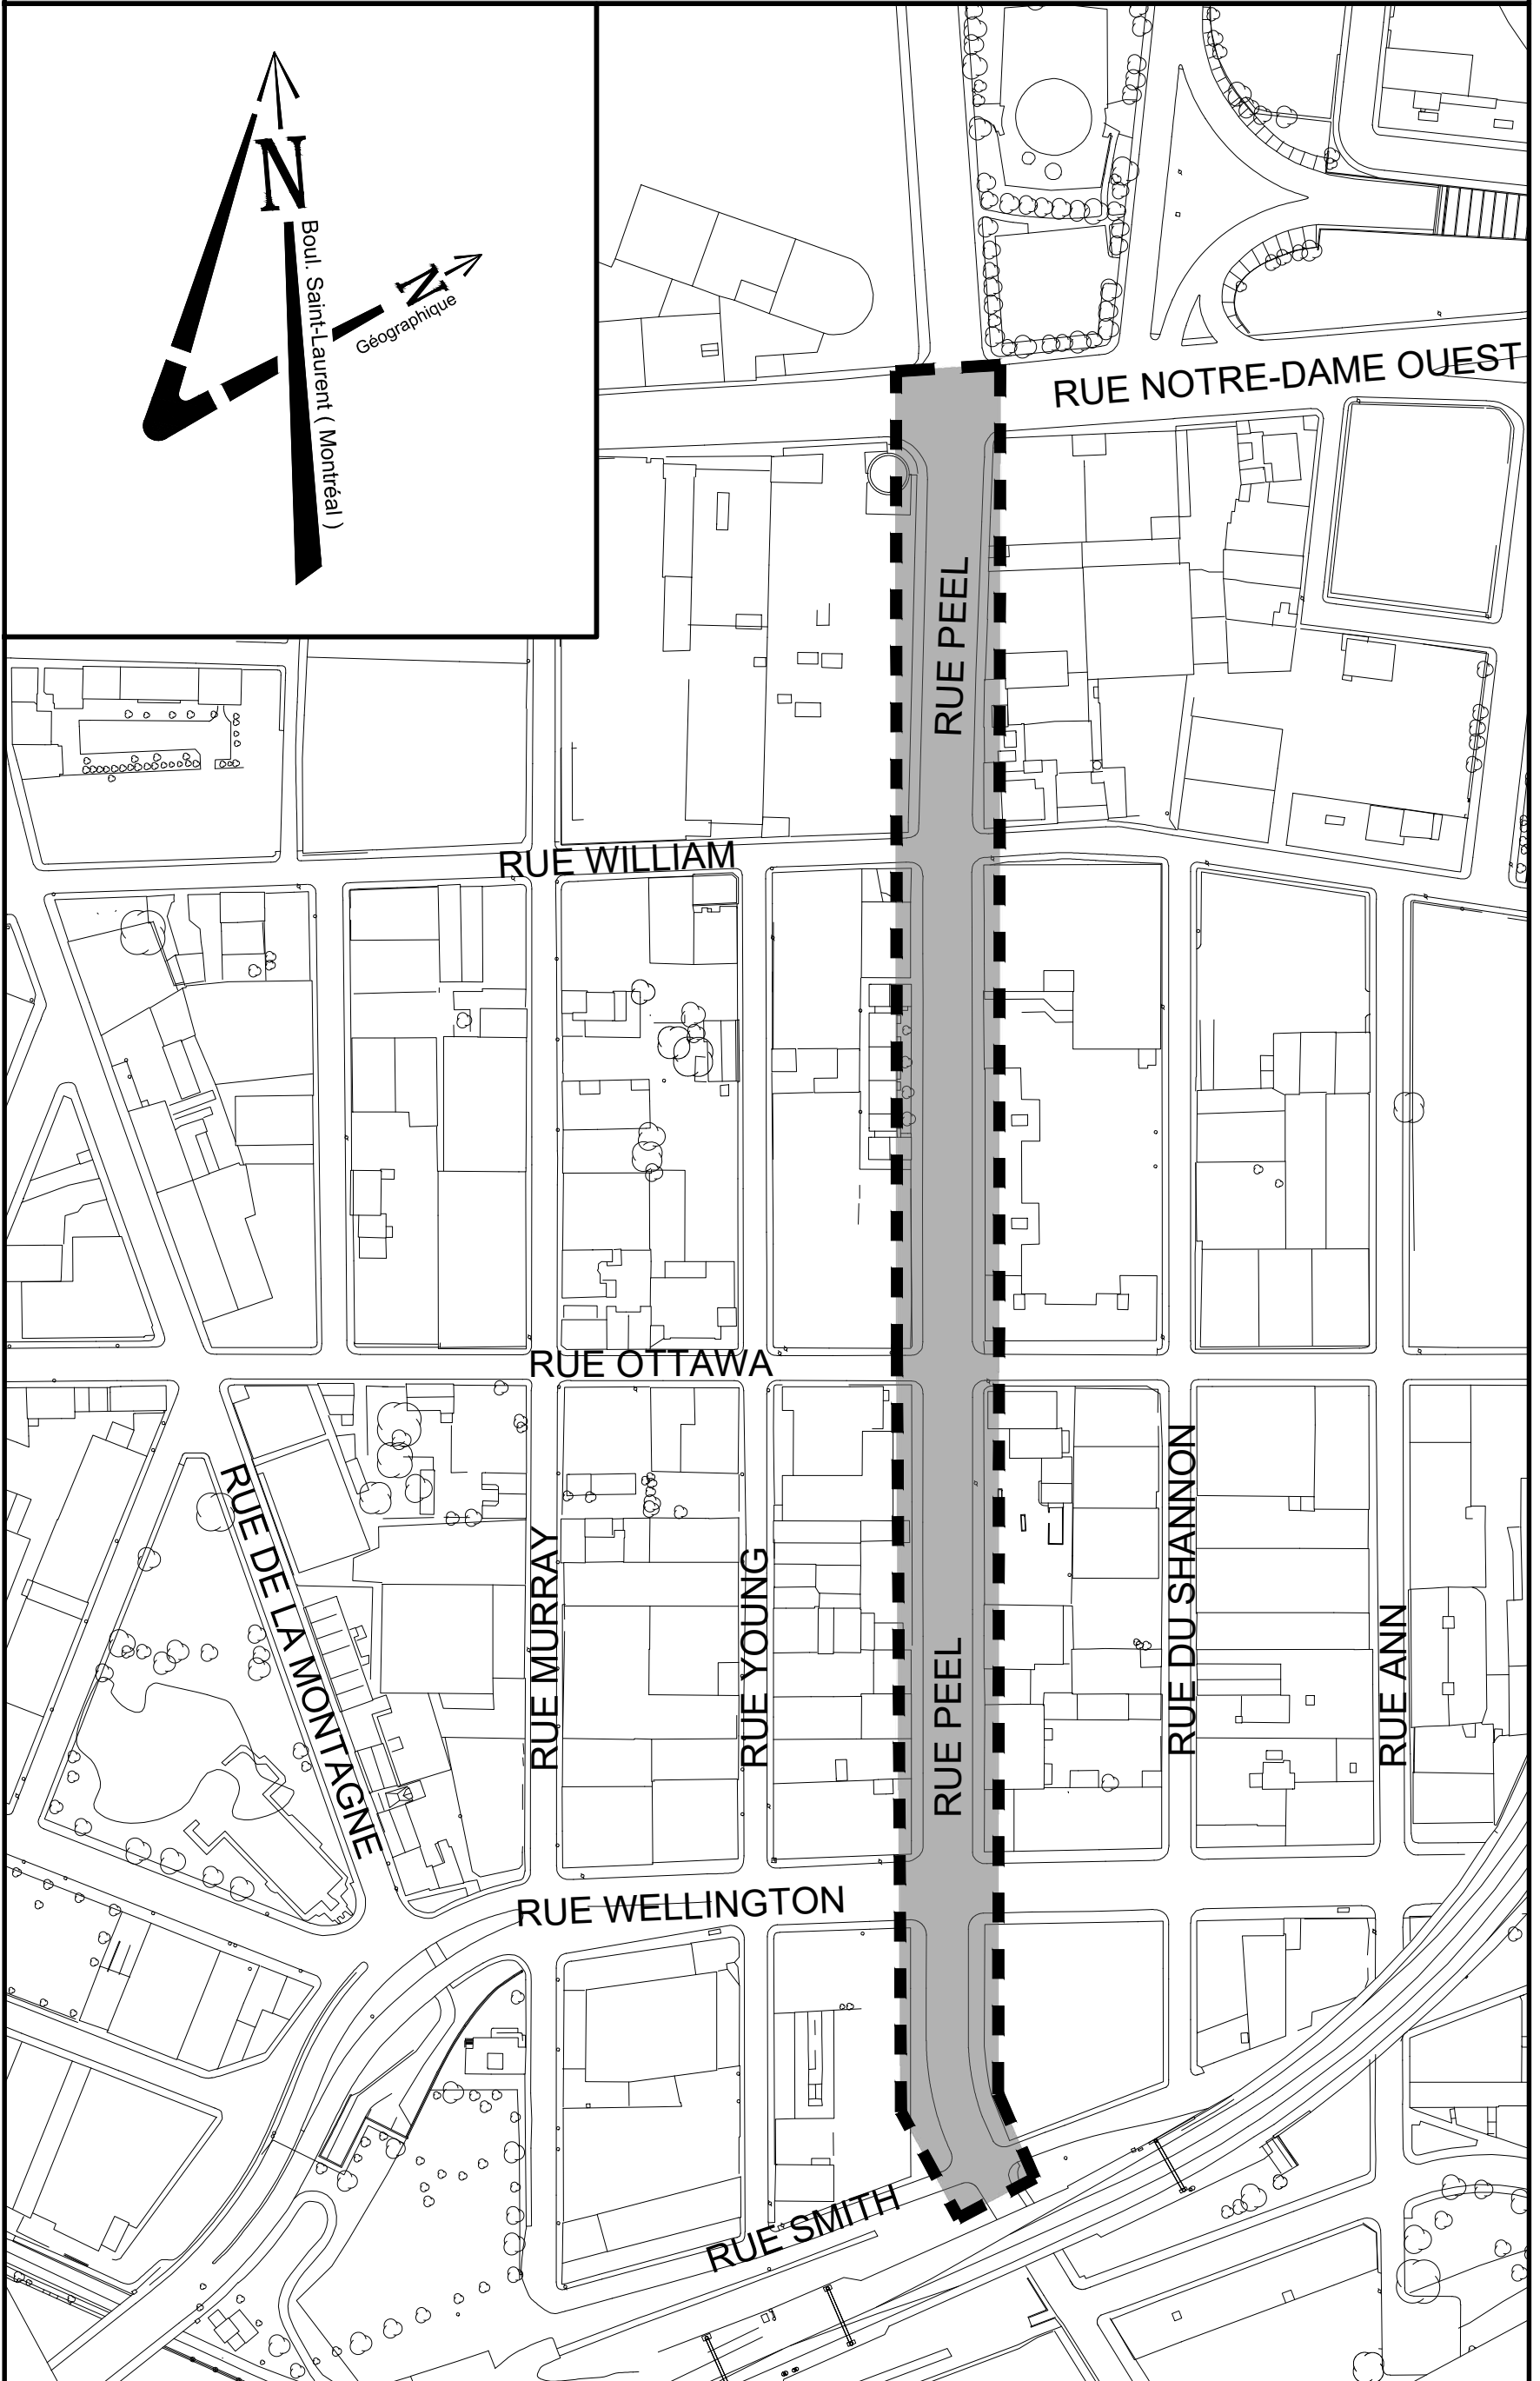 N
Boul. Saint-Laurent ( Montréal )
N
Géographique
RUE NOTRE-DAME OUEST
RUE PEEL
RUE WILLIAM
RUE OTTAWA
RUE DE LA MONTAGNE
RUE MURRAY
RUE YOUNG
RUE PEEL
RUE DU SHANNON
RUE ANN
RUE WELLINGTON
RUE SMITH